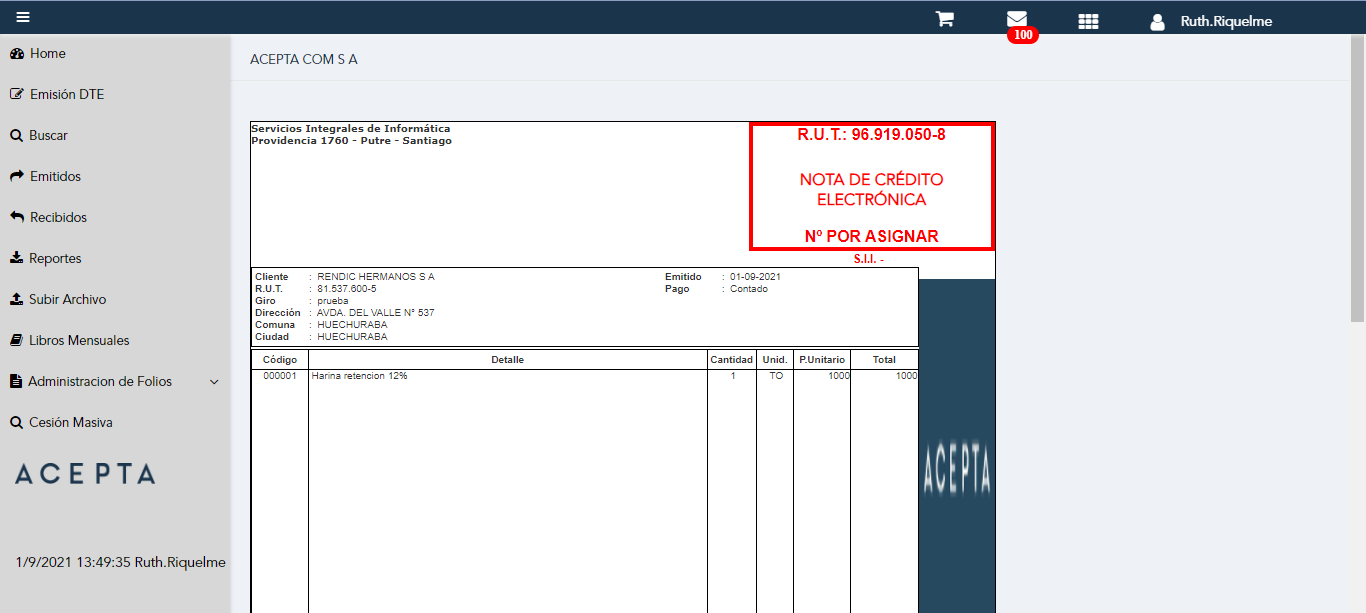 Ruth.Riquelme
100
Home
Emisión DTE
Buscar
Emitidos
Recibidos
Reportes
Subir Archivo
Libros Mensuales
Administracion de Folios
Cesión Masiva
ACEPTA
1/9/2021 13:49:35 Ruth.Riquelme
ACEPTA COM S A
Servicios Integrales de Informática
Providencia 1760 - Putre - Santiago
R.U.T.: 96.919.050-8
NOTA DE CRÉDITO
ELECTRÓNICA
Nº POR ASIGNAR
S.I.I. -
Cliente : RENDIC HERMANOS S A Emitido : 01-09-2021
R.U.T. : 81.537.600-5 Pago : Contado
Giro : prueba
Dirección : AVDA. DEL VALLE N° 537
Comuna : HUECHURABA
Ciudad : HUECHURABA
Código Detalle Cantidad Unid. P.Unitario Total
000001 Harina retencion 12% 1 TO 1000 1000
ACEPTA